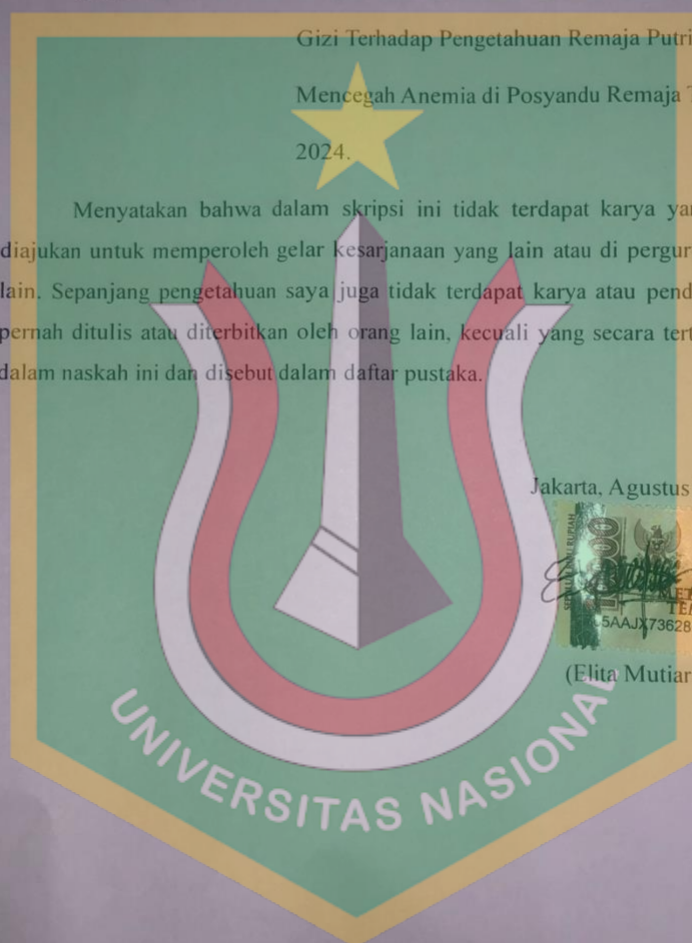 Gizi Terhadap Pengetahuan Remaja Putri
Mencegah Anemia di Posyandu Remaja
2024.
Menyatakan bahwa dalam skripsi ini tidak terdapat karya
diajukan untuk memperoleh gelar kesarjanaan yang lain atau di
lain. Sepanjang pengetahuan saya juga tidak terdapat karya atau
pernah ditulis atau diterbitkan oleh orang lain, kecuali yang secara
dalam naskah ini dan disebut dalam daftar pustaka.
Jakarta, Agustus
5AAJX73628
(Elita Mutiar
UNIVERSITAS NASIONAL